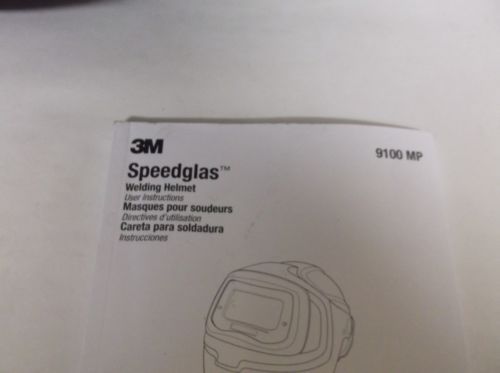 3M
9100 MP
Speedglas™
Welding Helmet
User Instructions
Masques pour soudeurs
Directives d'utilisation
Careta para soldadura
Instrucciones